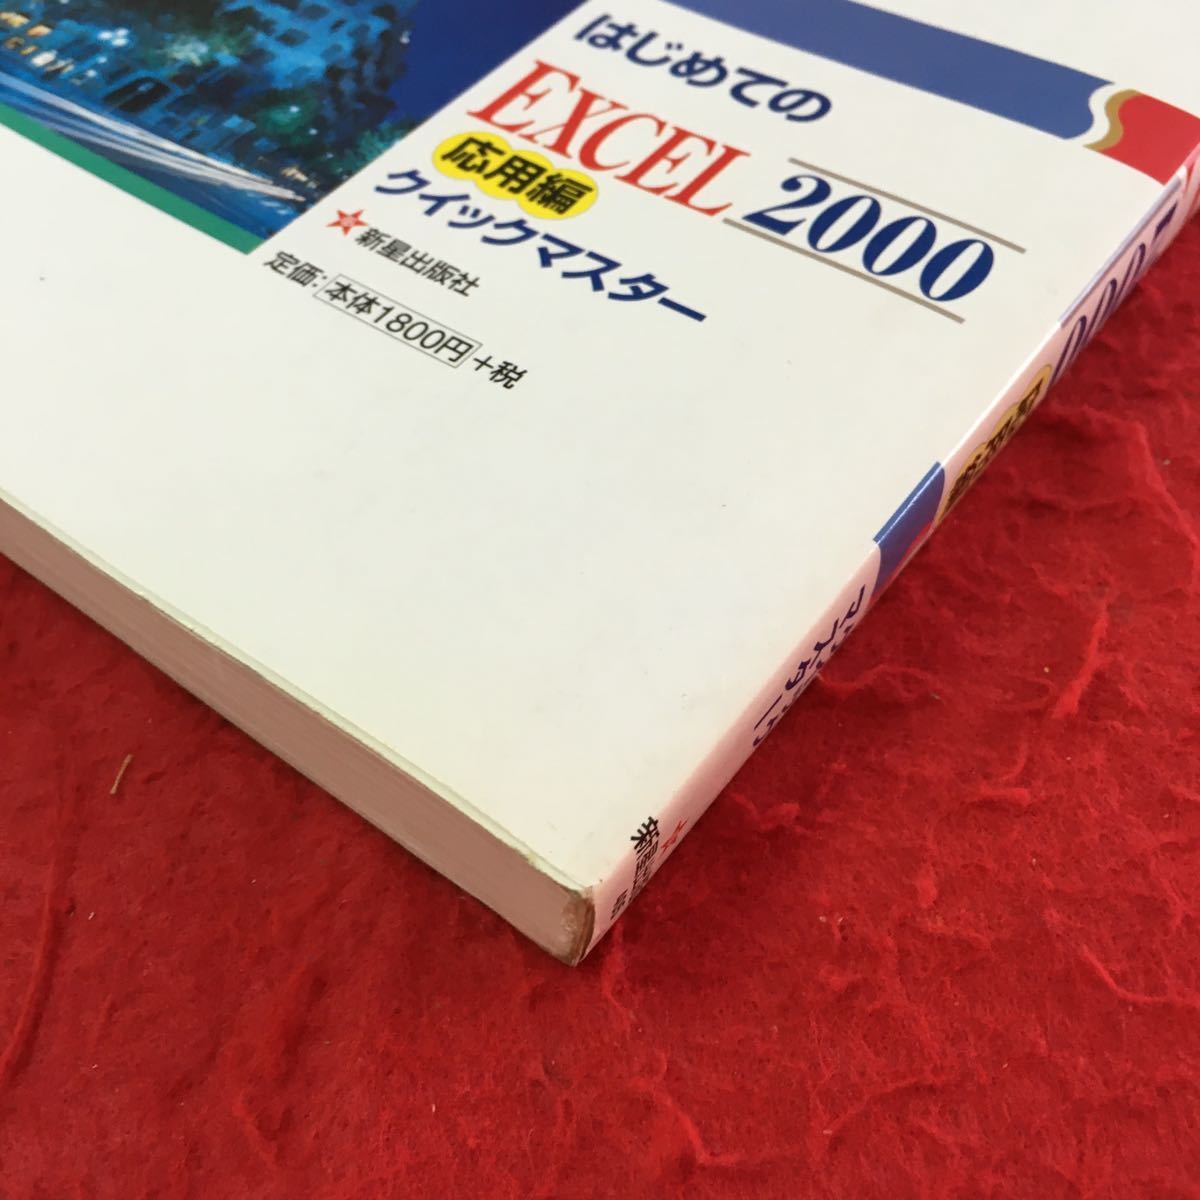 はじめての
EXCEL 2000
応用編
クイックマスター
新星出版社
定価:本体1800円+税